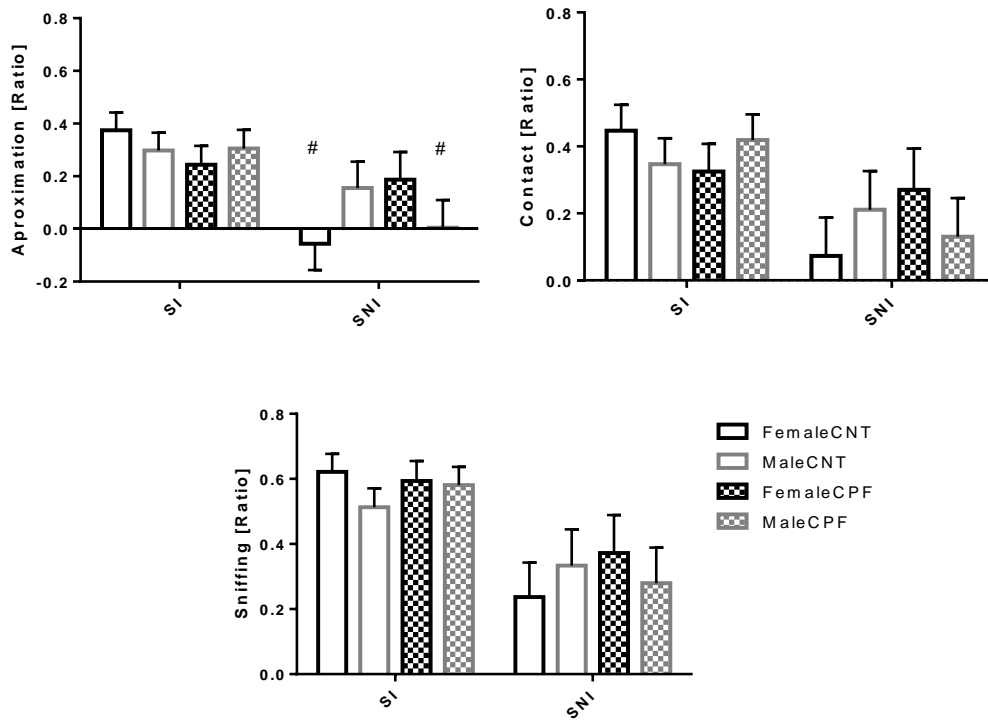 Aproximation [Ratio]
0.8
0.6
0.4
0.2
0.0
-0.2
#
#
SI
SNI
Contact [Ratio]
0.8
0.6
0.4
0.2
0.0
SI
SNI
Sniffing [Ratio]
0.8
0.6
0.4
0.2
0.0
SI
SNI
FemaleCNT
MaleCNT
FemaleCPF
MaleCPF